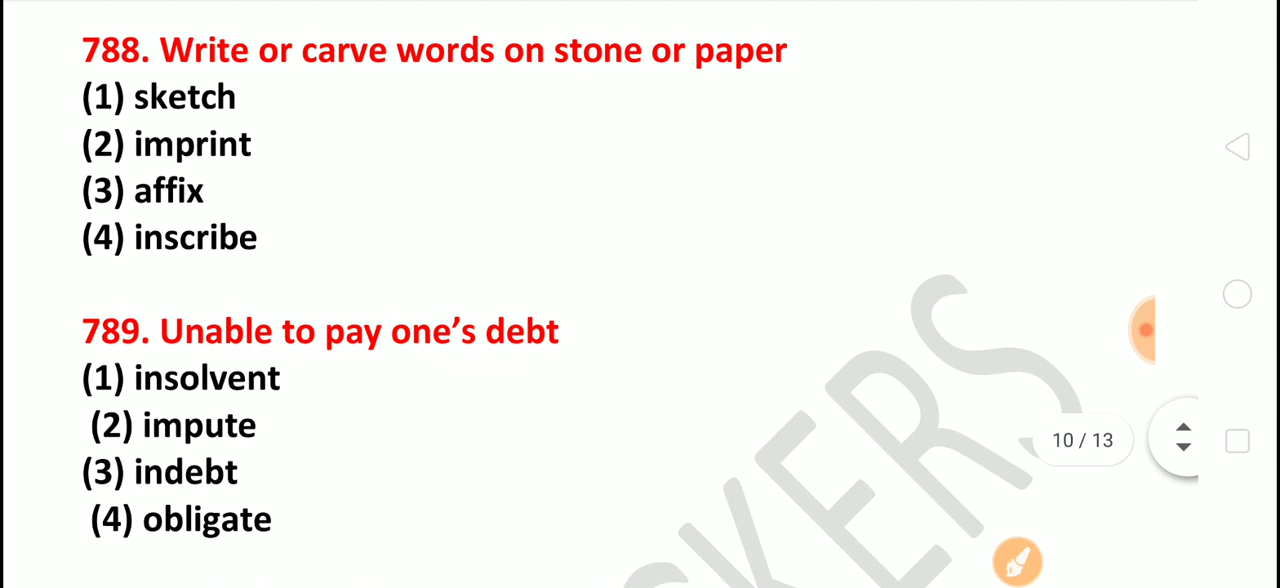 788. Write or carve words on stone or paper
(1) sketch
(2) imprint
(3) affix
(4) inscribe
789. Unable to pay one’s debt
(1) insolvent
(2) impute
(3) indebt
(4) obligate
10 / 13